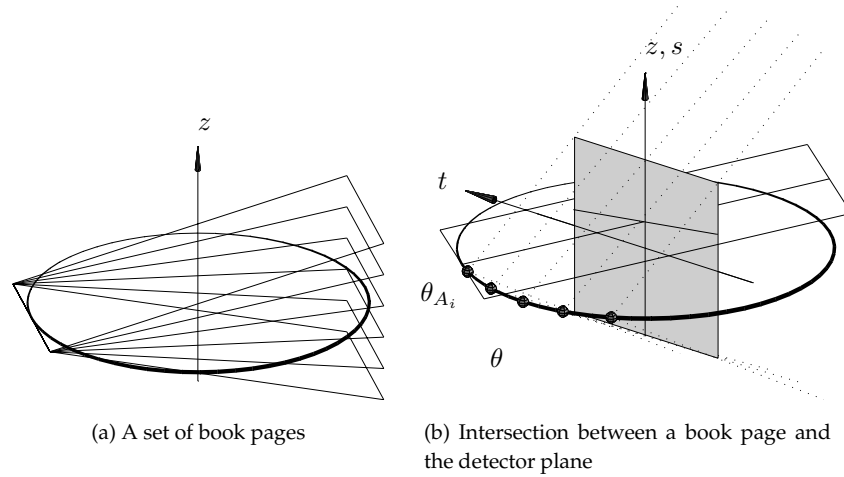 z
z, s
t
θ_{A_i}
θ
(a) A set of book pages
(b) Intersection between a book page and
the detector plane